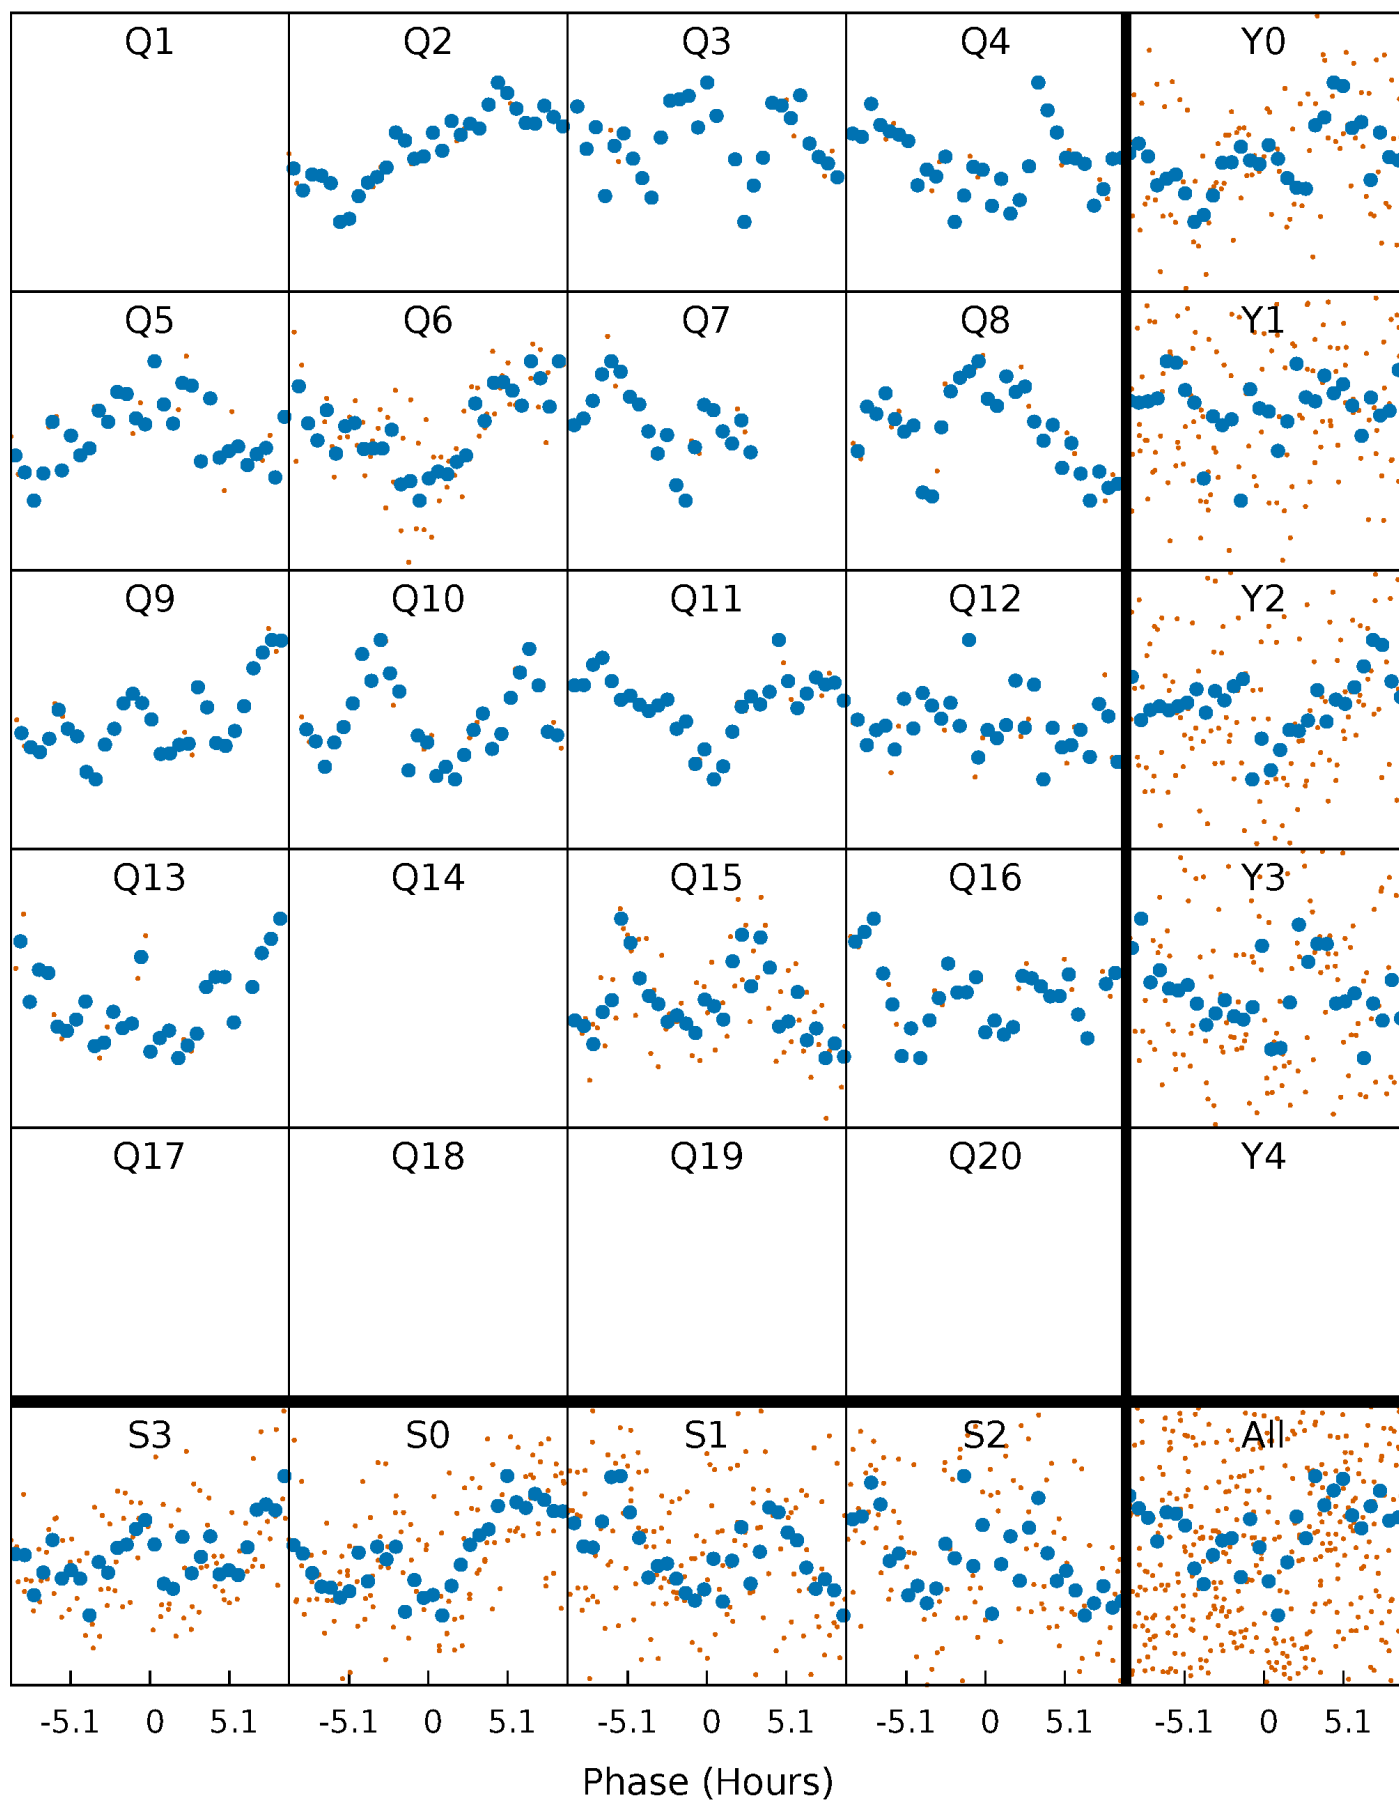 Q1 Q2 Q3 Q4 Y0
Q5 Q6 Q7 Q8 Y1
Q9 Q10 Q11 Q12 Y2
Q13 Q14 Q15 Q16 Y3
Q17 Q18 Q19 Q20 Y4
S3 S0 S1 S2 All
-5.1 0 5.1 -5.1 0 5.1 -5.1 0 5.1 -5.1 0 5.1 -5.1 0 5.1
Phase (Hours)